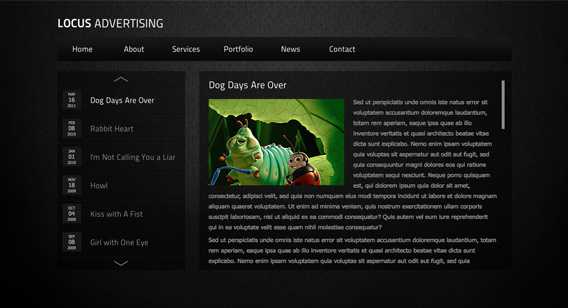 LOCUS ADVERTISING
Home About Services Portfolio News Contact
MAY
16
2011
Dog Days Are Over
FEB
08
2010
Rabbit Heart
JAN
01
2010
I'm Not Calling You a Liar
NOV
18
2009
Howl
OCT
04
2009
Kiss with A Fist
SEP
08
2009
Girl with One Eye
Dog Days Are Over
Sed ut perspiciatis unde omnis iste natus error sit
voluptatem accusantium doloremque laudantium,
totam rem aperiam, eaque ipsa quae ab illo
inventore veritatis et quasi architecto beatae vitae
dicta sunt explicabo. Nemo enim ipsam voluptatem
quia voluptas sit aspernatur aut odit aut fugit, sed
quia consequuntur magni dolores eos qui ratione
voluptatem sequi nesciunt. Neque porro quisquam
est, qui dolorem ipsum quia dolor sit amet,
consectetur, adipisci velit, sed quia non numquam eius modi tempora incidunt ut labore et dolore magnam
aliquam quaerat voluptatem. Ut enim ad minima veniam, quis nostrum exercitationem ullam corporis
suscipit laboriosam, nisi ut aliquid ex ea commodi consequatur? Quis autem vel eum iure reprehenderit
qui in ea voluptate velit esse quam nihil molestiae consequatur?
Sed ut perspiciatis unde omnis iste natus error sit voluptatem accusantium doloremque laudantium, totam
rem aperiam, eaque ipsa quae ab illo inventore veritatis et quasi architecto beatae vitae dicta sunt
explicabo. Nemo enim ipsam voluptatem quia voluptas sit aspernatur aut odit aut fugit, sed quia